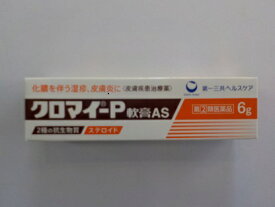 化膿を伴う湿疹、皮膚炎に〈皮膚疾患治療薬〉
第一三共ヘルスケア
クロマイ-P軟膏AS
2種の抗生物質 ステロイド
指定第②類医薬品 6g